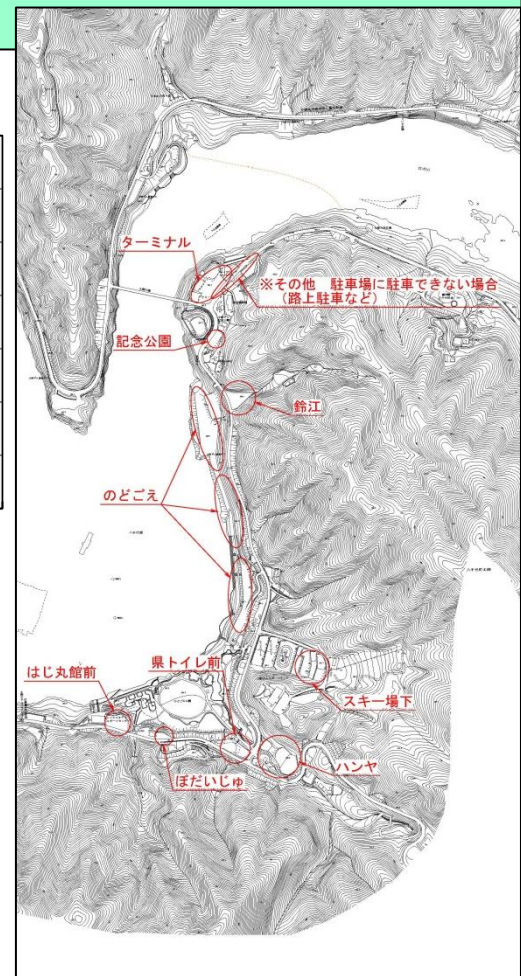 ターミナル
※その他 駐車場に駐車できない場合
(路上駐車など)
記念公園
鈴江
のどごえ
県トイレ前
はじ丸館前
スキー場下
ぼだいじゅ
ハンヤ